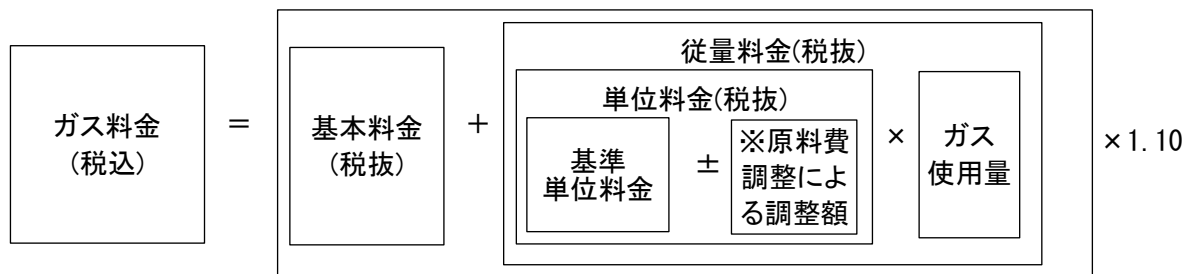 従量料金(税抜)
単位料金(税抜)
ガス料金
(税込)
＝
基本料金
(税抜)
＋
基準
単位料金
±
※原料費
調整によ
る調整額
×
ガス
使用量
×1.10